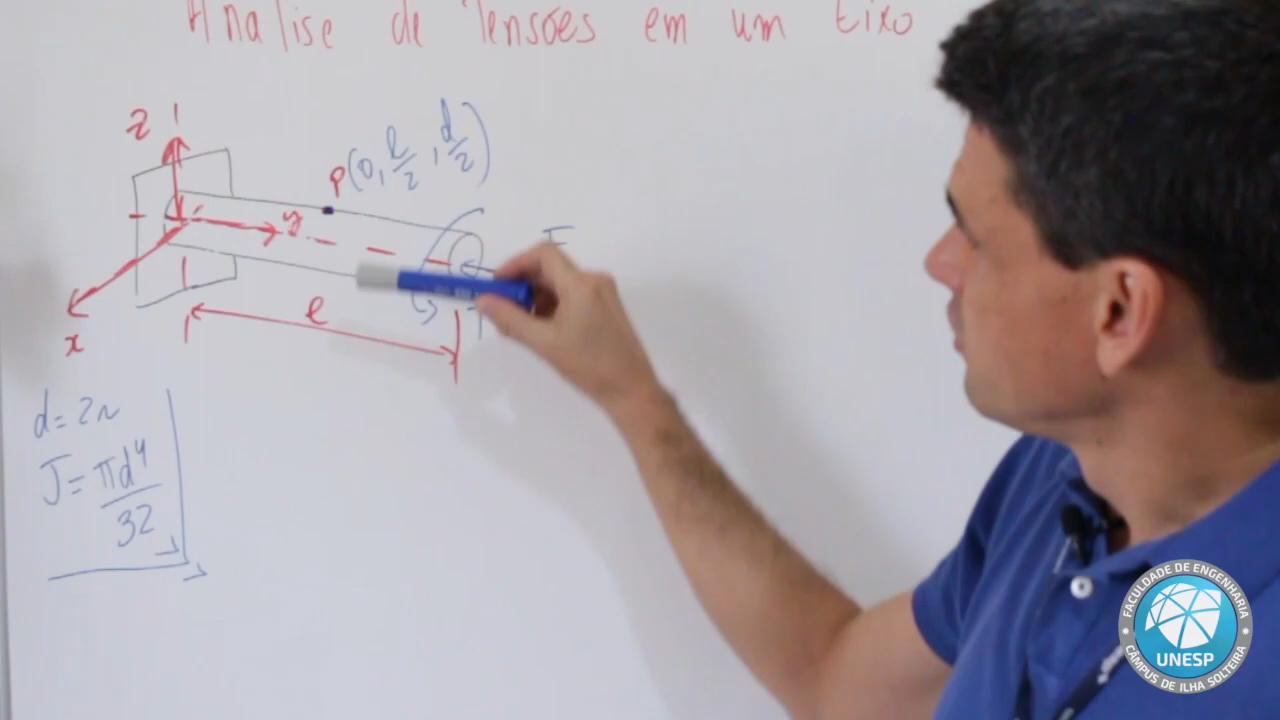 Análise de Tensões em um Eixo
z
P(0, l/2, d/2)
y
F
T
l
x
d = 2r
J = πd⁴/32
FACULDADE DE ENGENHARIA
UNESP
CÂMPUS DE ILHA SOLTEIRA